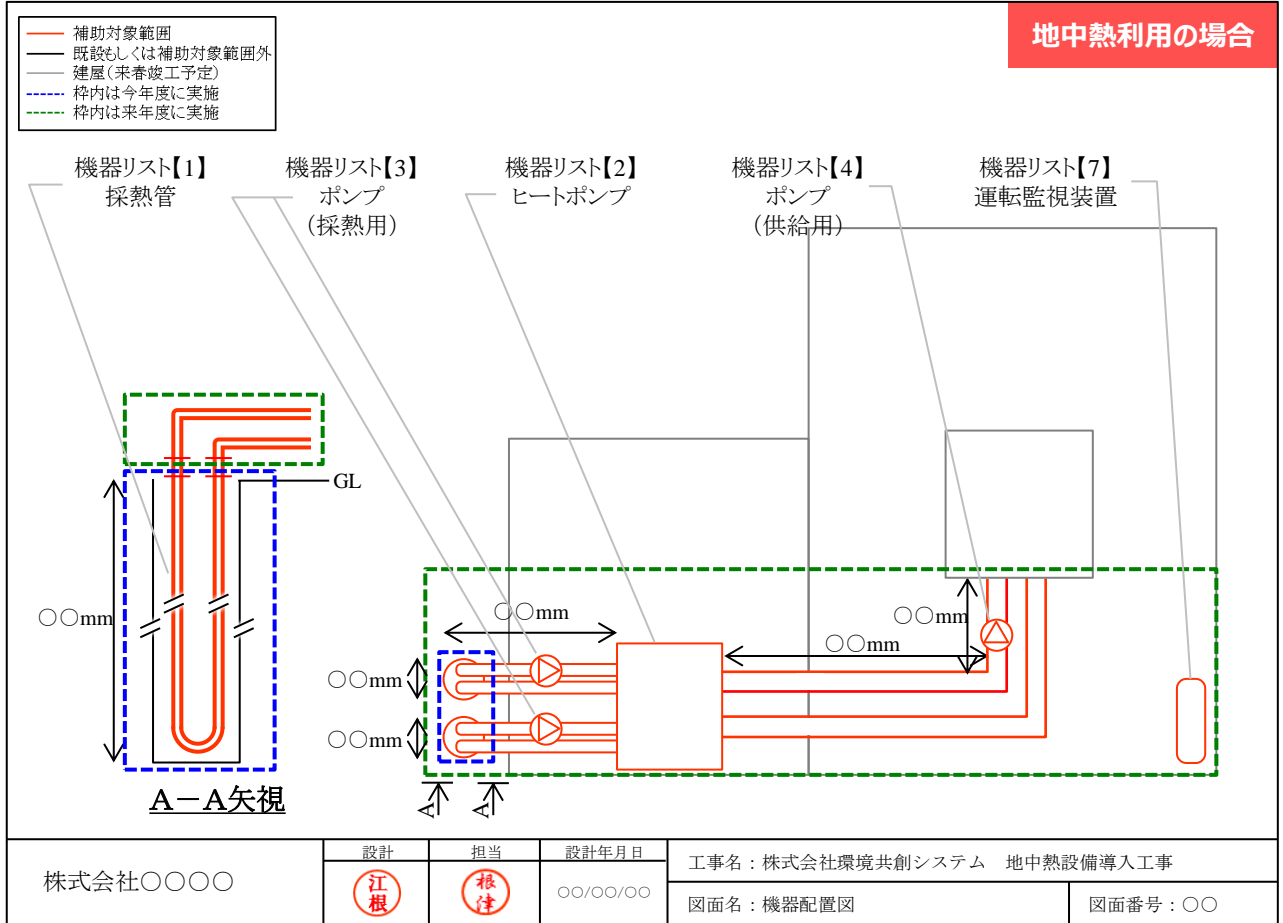 地中熱利用の場合
補助対象範囲
既設もしくは補助対象範囲外
建屋(来春竣工予定)
枠内は今年度に実施
枠内は来年度に実施
機器リスト【1】
採熱管
機器リスト【3】
ポンプ
(採熱用)
機器リスト【2】
ヒートポンプ
機器リスト【4】
ポンプ
(供給用)
機器リスト【7】
運転監視装置
GL
○○mm
○○mm
○○mm
○○mm
○○mm
○○mm
A
A
A-A矢視
株式会社○○○○
設計
江根
担当
根津
設計年月日
○○/○○/○○
工事名:株式会社環境共創システム 地中熱設備導入工事
図面名:機器配置図
図面番号:○○